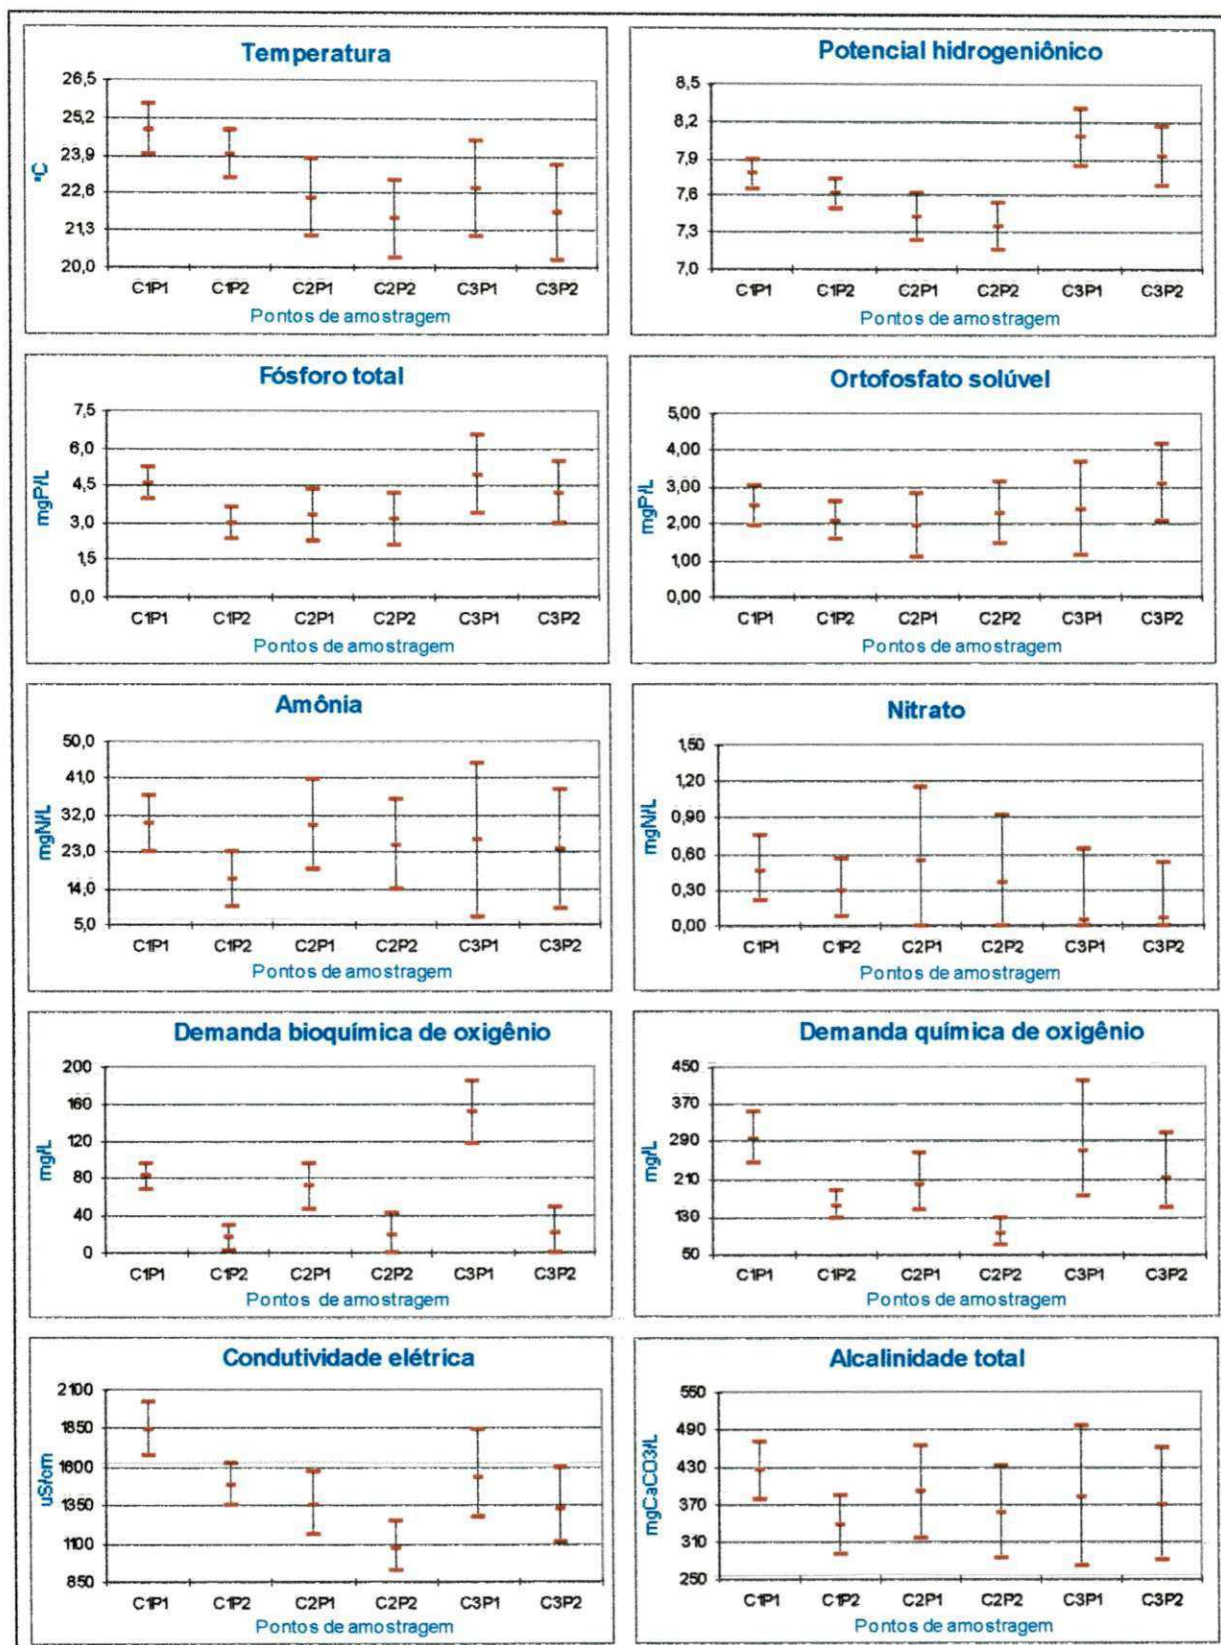 Temperatura
26,5
25,2
23,9
22,6
21,3
20,0
ºC
C1P1 C1P2 C2P1 C2P2 C3P1 C3P2
Pontos de amostragem
Potencial hidrogeniônico
8,5
8,2
7,9
7,6
7,3
7,0
C1P1 C1P2 C2P1 C2P2 C3P1 C3P2
Pontos de amostragem
Fósforo total
7,5
6,0
4,5
3,0
1,5
0,0
mgP/L
C1P1 C1P2 C2P1 C2P2 C3P1 C3P2
Pontos de amostragem
Ortofosfato solúvel
5,00
4,00
3,00
2,00
1,00
0,00
mgP/L
C1P1 C1P2 C2P1 C2P2 C3P1 C3P2
Pontos de amostragem
Amônia
50,0
41,0
32,0
23,0
14,0
5,0
mgN/L
C1P1 C1P2 C2P1 C2P2 C3P1 C3P2
Pontos de amostragem
Nitrato
1,50
1,20
0,90
0,60
0,30
0,00
mgN/L
C1P1 C1P2 C2P1 C2P2 C3P1 C3P2
Pontos de amostragem
Demanda bioquímica de oxigênio
200
160
120
80
40
0
mg/L
C1P1 C1P2 C2P1 C2P2 C3P1 C3P2
Pontos de amostragem
Demanda química de oxigênio
450
370
290
210
130
50
mg/L
C1P1 C1P2 C2P1 C2P2 C3P1 C3P2
Pontos de amostragem
Condutividade elétrica
2100
1850
1600
1350
1100
850
uS/cm
C1P1 C1P2 C2P1 C2P2 C3P1 C3P2
Pontos de amostragem
Alcalinidade total
550
490
430
370
310
250
mgCaCO3/L
C1P1 C1P2 C2P1 C2P2 C3P1 C3P2
Pontos de amostragem